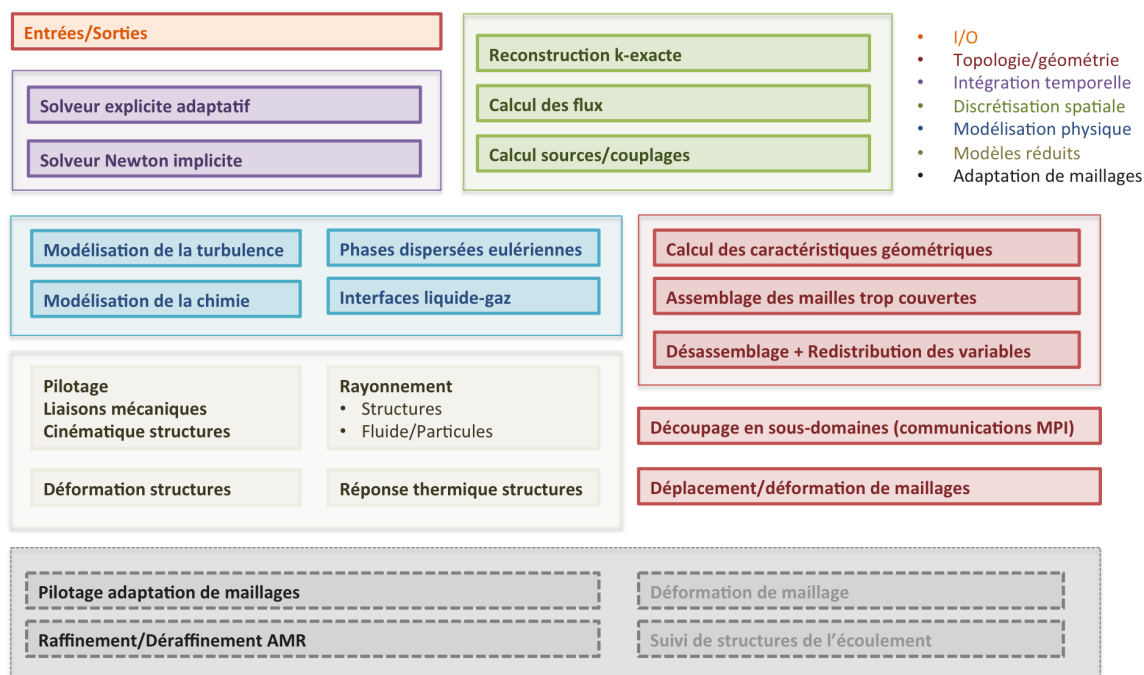 Entrées/Sorties
Solveur explicite adaptatif
Solveur Newton implicite
Reconstruction k-exacte
Calcul des flux
Calcul sources/couplages
• I/O
• Topologie/géométrie
• Intégration temporelle
• Discrétisation spatiale
• Modélisation physique
• Modèles réduits
• Adaptation de maillages
Modélisation de la turbulence
Phases dispersées eulériennes
Modélisation de la chimie
Interfaces liquide-gaz
Calcul des caractéristiques géométriques
Assemblage des mailles trop couvertes
Désassemblage + Redistribution des variables
Pilotage
Liaisons mécaniques
Cinématique structures
Rayonnement
• Structures
• Fluide/Particules
Déformation structures
Réponse thermique structures
Découpage en sous-domaines (communications MPI)
Déplacement/déformation de maillages
Pilotage adaptation de maillages
Déformation de maillage
Raffinement/Déraffinement AMR
Suivi de structures de l'écoulement